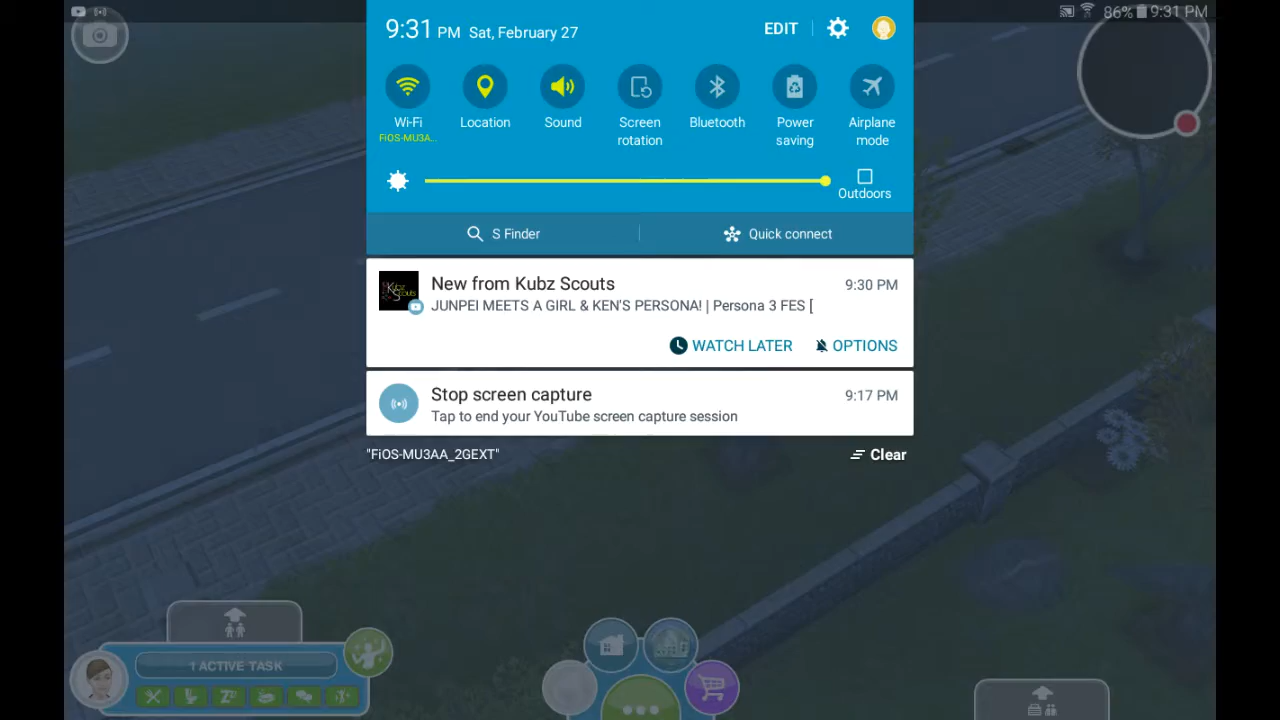 86% 9:31 PM
9:31 PM Sat, February 27
EDIT
Wi-Fi
FiOS-MU3A..
Location
Sound
Screen
rotation
Bluetooth
Power
saving
Airplane
mode
Outdoors
S Finder
Quick connect
New from Kubz Scouts
9:30 PM
JUNPEI MEETS A GIRL & KEN'S PERSONA! | Persona 3 FES [
WATCH LATER
OPTIONS
Stop screen capture
9:17 PM
Tap to end your YouTube screen capture session
"FiOS-MU3AA_2GEXT"
Clear
1 ACTIVE TASK